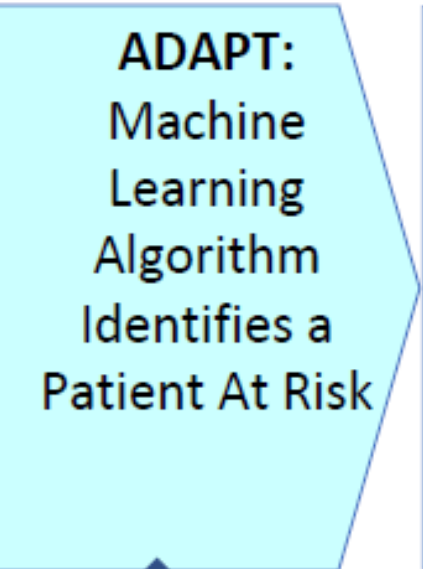 ADAPT:
Machine
Learning
Algorithm
Identifies a
Patient At Risk